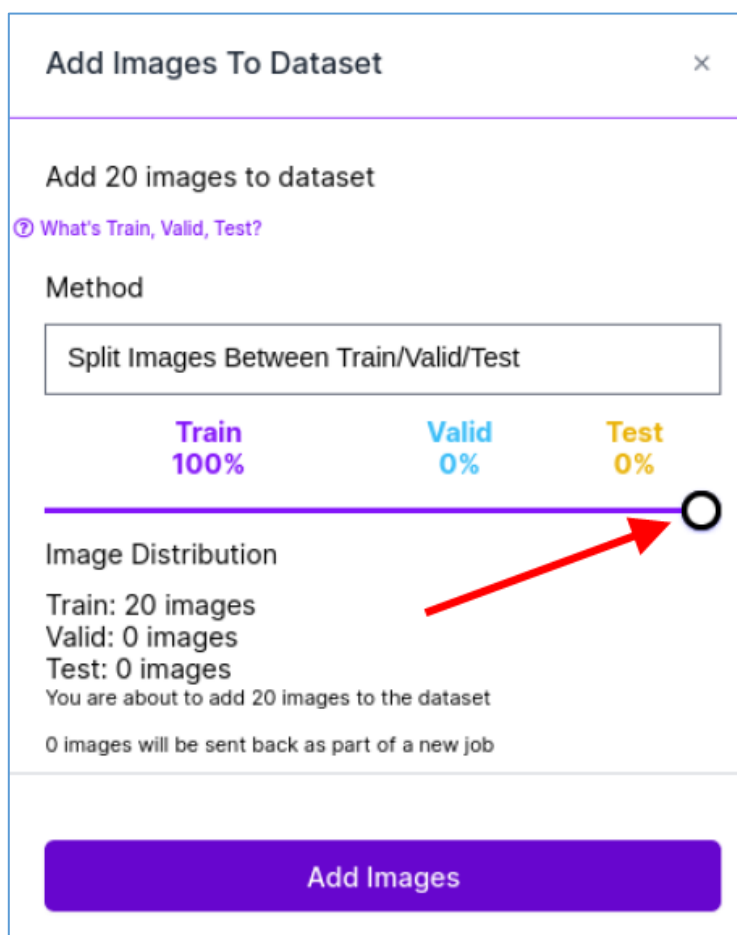 Add Images To Dataset ×
Add 20 images to dataset
? What's Train, Valid, Test?
Method
Split Images Between Train/Valid/Test
Train Valid Test
100% 0% 0%
Image Distribution
Train: 20 images
Valid: 0 images
Test: 0 images
You are about to add 20 images to the dataset
0 images will be sent back as part of a new job
Add Images